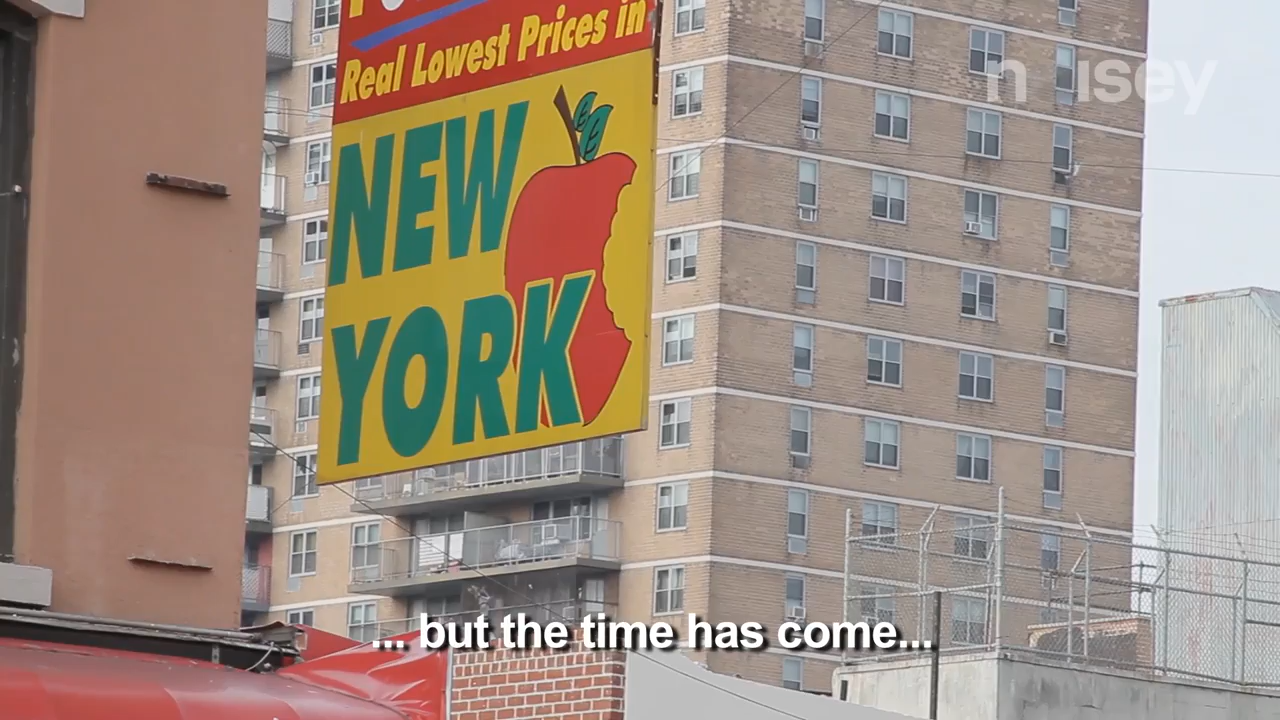 Real Lowest Prices in
noisey
NEW
YORK
... but the time has come...